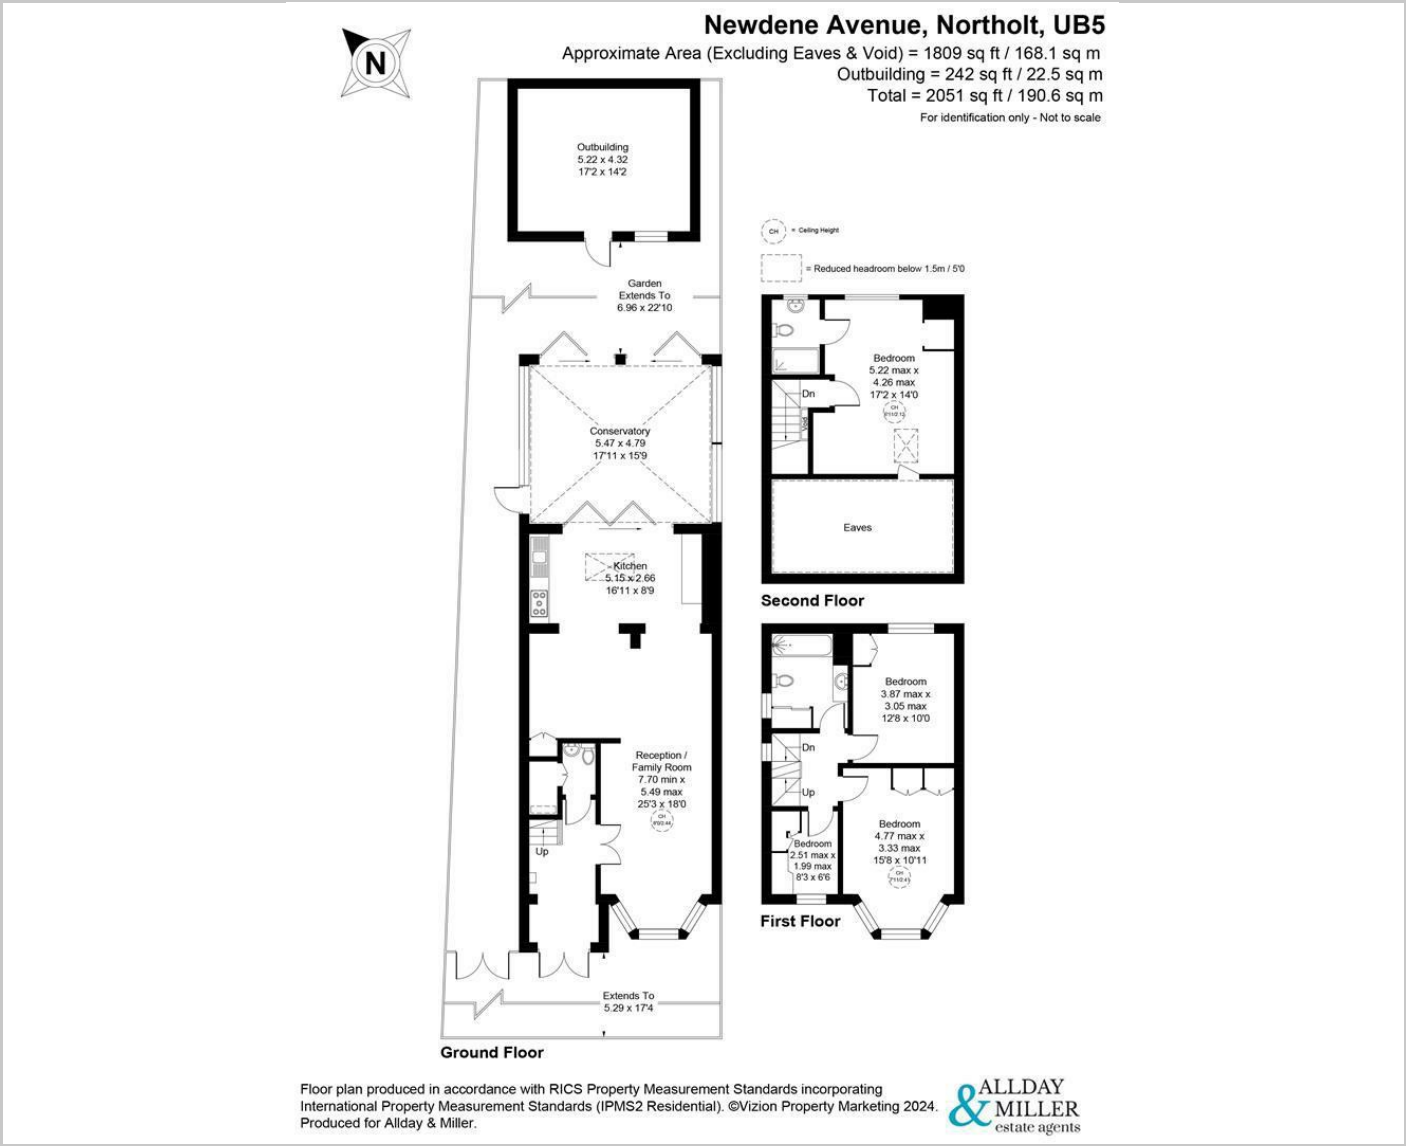 Newdene Avenue, Northolt, UB5
Approximate Area (Excluding Eaves & Void) = 1809 sq ft / 168.1 sq m
Outbuilding = 242 sq ft / 22.5 sq m
Total = 2051 sq ft / 190.6 sq m
For identification only - Not to scale
N
Outbuilding
5.22 x 4.32
17'2 x 14'2
Garden
Extends To
6.96 x 22'10
Conservatory
5.47 x 4.79
17'11 x 15'9
Kitchen
5.15 x 2.66
16'11 x 8'9
Reception /
Family Room
7.70 min x
5.49 max
25'3 x 18'0
CH
Up
Extends To
5.29 x 17'4
Ground Floor
CH
= Ceiling Height
= Reduced headroom below 1.5m / 5'0
Bedroom
5.22 max x
4.26 max
17'2 x 14'0
CH
Dn
Void
Eaves
Second Floor
Bedroom
3.87 max x
3.05 max
12'8 x 10'0
Dn
Up
Bedroom
4.77 max x
3.33 max
15'8 x 10'11
CH
Bedroom
2.51 max x
1.99 max
8'3 x 6'6
First Floor
Floor plan produced in accordance with RICS Property Measurement Standards incorporating
International Property Measurement Standards (IPMS2 Residential). ©Vizion Property Marketing 2024.
Produced for Allday & Miller.
ALLDAY
& MILLER
estate agents